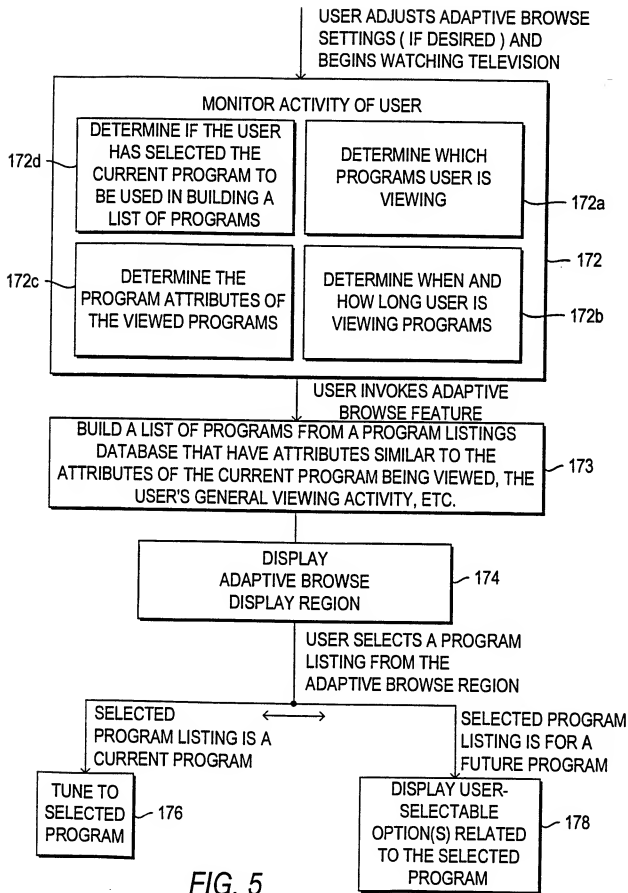 USER ADJUSTS ADAPTIVE BROWSE
SETTINGS ( IF DESIRED ) AND
BEGINS WATCHING TELEVISION
MONITOR ACTIVITY OF USER
172d
DETERMINE IF THE USER
HAS SELECTED THE
CURRENT PROGRAM TO
BE USED IN BUILDING A
LIST OF PROGRAMS
DETERMINE WHICH
PROGRAMS USER IS
VIEWING
172a
172
172c
DETERMINE THE
PROGRAM ATTRIBUTES OF
THE VIEWED PROGRAMS
DETERMINE WHEN AND
HOW LONG USER IS
VIEWING PROGRAMS
172b
USER INVOKES ADAPTIVE
BROWSE FEATURE
BUILD A LIST OF PROGRAMS FROM A PROGRAM LISTINGS
DATABASE THAT HAVE ATTRIBUTES SIMILAR TO THE
ATTRIBUTES OF THE CURRENT PROGRAM BEING VIEWED, THE
USER'S GENERAL VIEWING ACTIVITY, ETC.
173
DISPLAY
ADAPTIVE BROWSE
DISPLAY REGION
174
USER SELECTS A PROGRAM
LISTING FROM THE
ADAPTIVE BROWSE REGION
SELECTED
PROGRAM LISTING IS A
CURRENT PROGRAM
SELECTED PROGRAM
LISTING IS FOR A
FUTURE PROGRAM
TUNE TO
SELECTED
PROGRAM
176
DISPLAY USER-
SELECTABLE
OPTION(S) RELATED
TO THE SELECTED
PROGRAM
178
FIG. 5